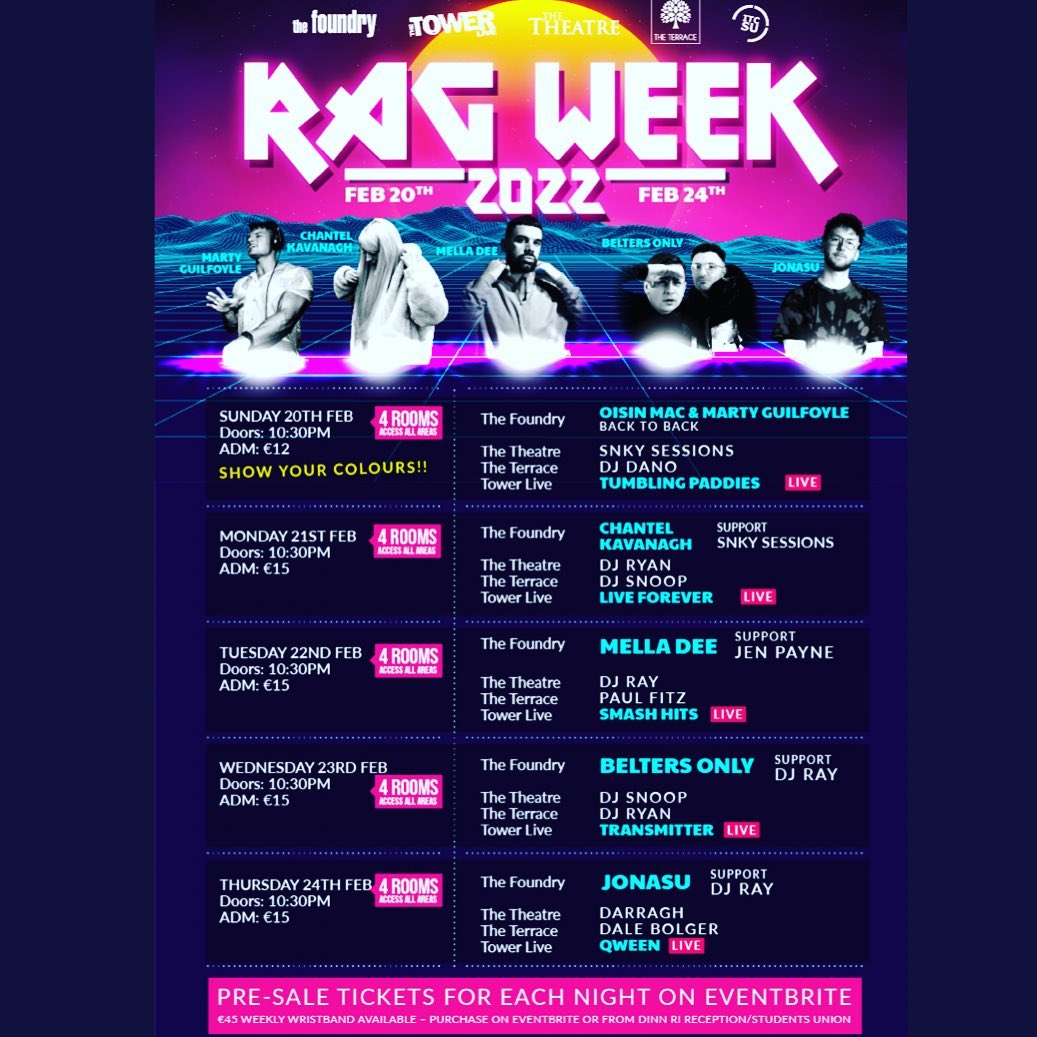 the foundry
THE TOWER LIVE
THE THEATRE
THE TERRACE
ITC SU
RAG WEEK
2022
FEB 20TH
FEB 24TH
MARTY GUILFOYLE
CHANTEL KAVANAGH
MELLA DEE
BELTERS ONLY
JONASU
SUNDAY 20TH FEB
Doors: 10:30PM
ADM: €12
SHOW YOUR COLOURS!!
4 ROOMS
ACCESS ALL AREAS
The Foundry OISIN MAC & MARTY GUILFOYLE
BACK TO BACK
The Theatre SNKY SESSIONS
The Terrace DJ DANO
Tower Live TUMBLING PADDIES LIVE
MONDAY 21ST FEB
Doors: 10:30PM
ADM: €15
4 ROOMS
ACCESS ALL AREAS
The Foundry CHANTEL KAVANAGH
SUPPORT
SNKY SESSIONS
The Theatre DJ RYAN
The Terrace DJ SNOOP
Tower Live LIVE FOREVER LIVE
TUESDAY 22ND FEB
Doors: 10:30PM
ADM: €15
4 ROOMS
ACCESS ALL AREAS
The Foundry MELLA DEE
SUPPORT
JEN PAYNE
The Theatre DJ RAY
The Terrace PAUL FITZ
Tower Live SMASH HITS LIVE
WEDNESDAY 23RD FEB
Doors: 10:30PM
ADM: €15
4 ROOMS
ACCESS ALL AREAS
The Foundry BELTERS ONLY
SUPPORT
DJ RAY
The Theatre DJ SNOOP
The Terrace DJ RYAN
Tower Live TRANSMITTER LIVE
THURSDAY 24TH FEB
Doors: 10:30PM
ADM: €15
4 ROOMS
ACCESS ALL AREAS
The Foundry JONASU
SUPPORT
DJ RAY
The Theatre DARRAGH
The Terrace DALE BOLGER
Tower Live QWEEN LIVE
PRE-SALE TICKETS FOR EACH NIGHT ON EVENTBRITE
€45 WEEKLY WRISTBAND AVAILABLE – PURCHASE ON EVENTBRITE OR FROM DINN RI RECEPTION/STUDENTS UNION